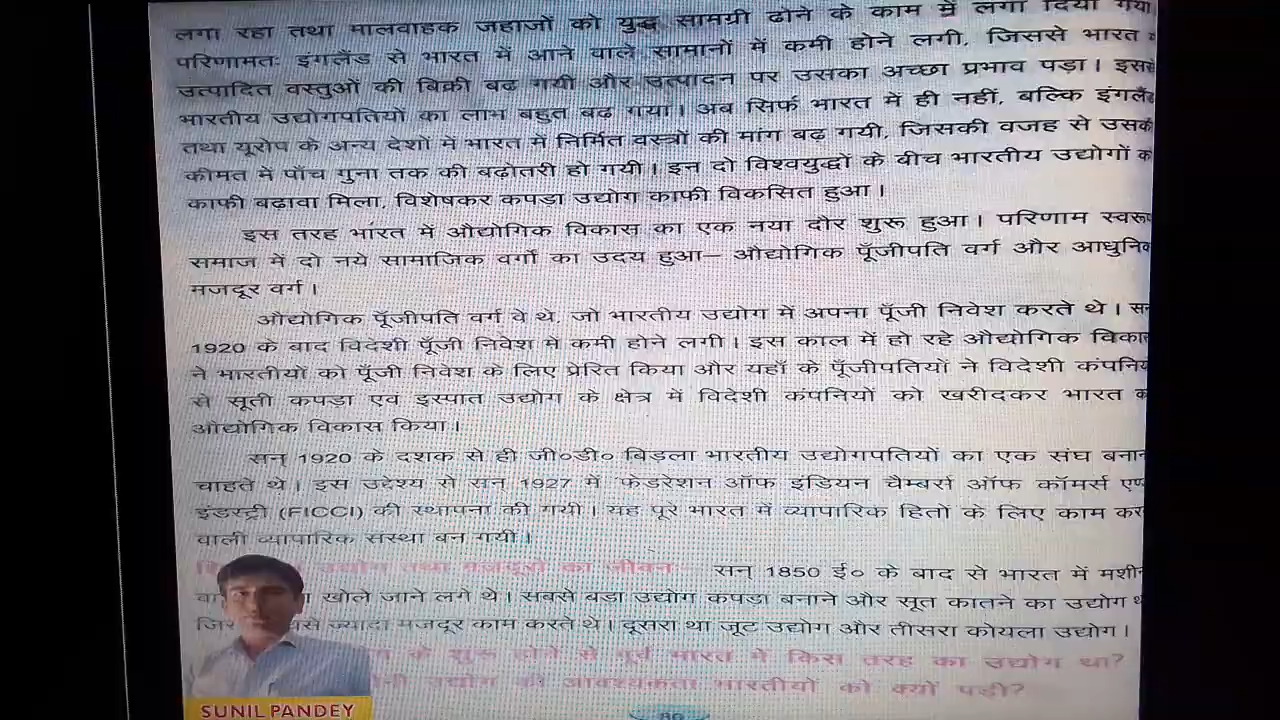 लगा रहा तथा मालवाहक जहाजों को युद्ध सामग्री ढोने के काम में लगा दिया गया
परिणामतः इंगलैंड से भारत में आने वाले सामानों में कमी होने लगी, जिससे भारत
उत्पादित वस्तुओं की बिक्री बढ़ गयी और उत्पादन पर उसका अच्छा प्रभाव पड़ा। इससे
भारतीय उद्योगपतियों का लाभ बहुत बढ़ गया। अब सिर्फ भारत में ही नहीं, बल्कि इंगलैंड
तथा यूरोप के अन्य देशों में भारत में निर्मित वस्त्रों की मांग बढ़ गयी, जिसकी वजह से उसकी
कीमत में पाँच गुना तक की बढ़ोतरी हो गयी। इन दो विश्वयुद्धों के बीच भारतीय उद्योगों को
काफी बढ़ावा मिला, विशेषकर कपड़ा उद्योग काफी विकसित हुआ।
इस तरह भारत में औद्योगिक विकास का एक नया दौर शुरू हुआ। परिणाम स्वरूप
समाज में दो नये सामाजिक वर्गों का उदय हुआ– औद्योगिक पूँजीपति वर्ग और आधुनिक
मजदूर वर्ग।
औद्योगिक पूँजीपति वर्ग वे थे, जो भारतीय उद्योग में अपना पूँजी निवेश करते थे। सन्
1920 के बाद विदेशी पूँजी निवेश में कमी होने लगी। इस काल में हो रहे औद्योगिक विकास
ने भारतीयों को पूँजी निवेश के लिए प्रेरित किया और यहाँ के पूँजीपतियों ने विदेशी कंपनियों
से सूती कपड़ा एवं इस्पात उद्योग के क्षेत्र में विदेशी कंपनियों को खरीदकर भारत का
औद्योगिक विकास किया।
सन् 1920 के दशक से ही जी०डी० बिड़ला भारतीय उद्योगपतियों का एक संघ बनाना
चाहते थे। इस उद्देश्य से सन् 1927 में फेडरेशन ऑफ इंडियन चैम्बर्स ऑफ कॉमर्स एण्ड
इंडस्ट्री (FICCI) की स्थापना की गयी। यह पूरे भारत में व्यापारिक हितों के लिए काम करने
वाली व्यापारिक संस्था बन गयी।
उद्योग तथा मजदूरों का जीवन: सन् 1850 ई० के बाद से भारत में मशीन
खोले जाने लगे थे। सबसे बड़ा उद्योग कपड़ा बनाने और सूत कातने का उद्योग था
ज्यादा मजदूर काम करते थे। दूसरा था जूट उद्योग और तीसरा कोयला उद्योग।
के शुरू होने से पूर्व भारत में किस तरह का उद्योग था?
उद्योग की आवश्यकता भारतीयों को क्यों पड़ी?
SUNIL PANDEY